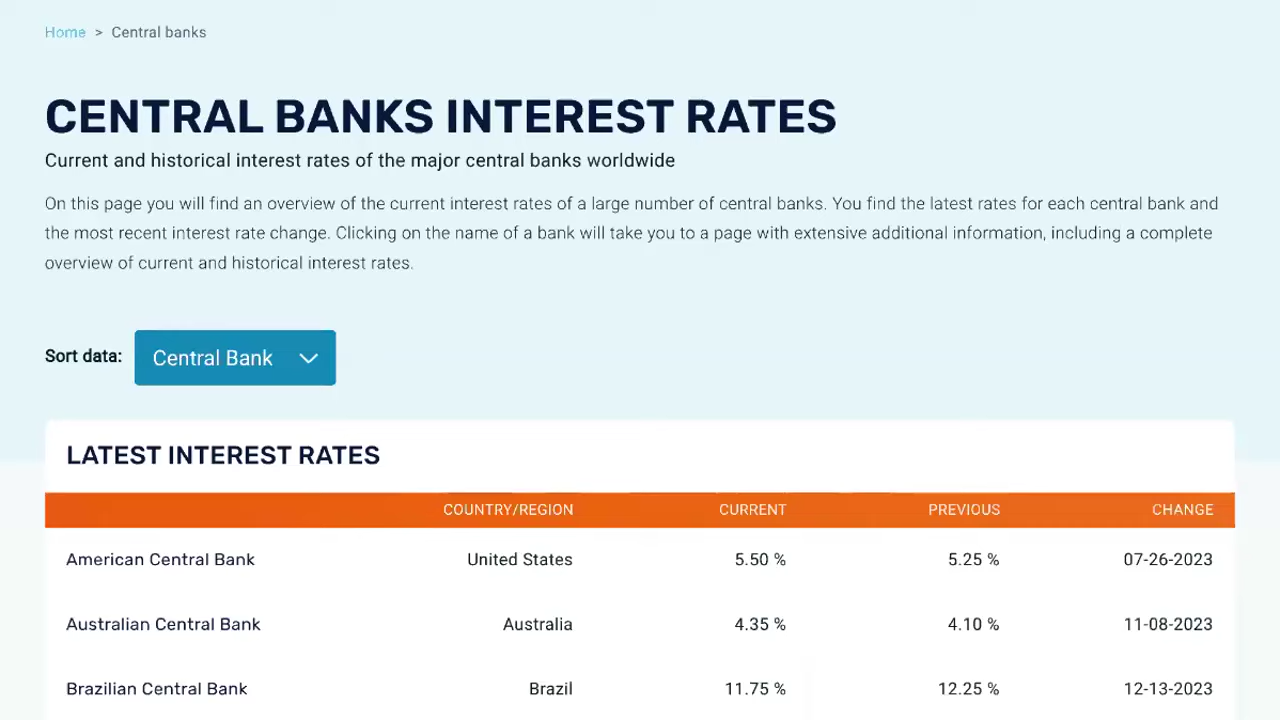 Home > Central banks
CENTRAL BANKS INTEREST RATES
Current and historical interest rates of the major central banks worldwide
On this page you will find an overview of the current interest rates of a large number of central banks. You find the latest rates for each central bank and
the most recent interest rate change. Clicking on the name of a bank will take you to a page with extensive additional information, including a complete
overview of current and historical interest rates.
Sort data: Central Bank
LATEST INTEREST RATES
COUNTRY/REGION CURRENT PREVIOUS CHANGE
American Central Bank United States 5.50 % 5.25 % 07-26-2023
Australian Central Bank Australia 4.35 % 4.10 % 11-08-2023
Brazilian Central Bank Brazil 11.75 % 12.25 % 12-13-2023